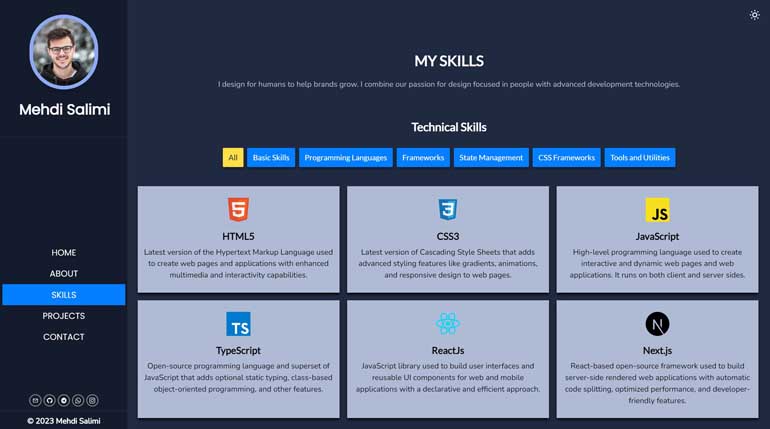 Mehdi Salimi
HOME
ABOUT
SKILLS
PROJECTS
CONTACT
© 2023 Mehdi Salimi
MY SKILLS
I design for humans to help brands grow. I combine our passion for design focused in people with advanced development technologies.
Technical Skills
All
Basic Skills
Programming Languages
Frameworks
State Management
CSS Frameworks
Tools and Utilities
5
HTML5
Latest version of the Hypertext Markup Language used
to create web pages and applications with enhanced
multimedia and interactivity capabilities.
3
CSS3
Latest version of Cascading Style Sheets that adds
advanced styling features like gradients, animations,
and responsive design to web pages.
JS
JavaScript
High-level programming language used to create
interactive and dynamic web pages and web
applications. It runs on both client and server sides.
TS
TypeScript
Open-source programming language and superset of
JavaScript that adds optional static typing, class-based
object-oriented programming, and other features.
ReactJs
JavaScript library used to build user interfaces and
reusable UI components for web and mobile
applications with a declarative and efficient approach.
N
Next.js
React-based open-source framework used to build
server-side rendered web applications with automatic
code splitting, optimized performance, and developer-
friendly features.